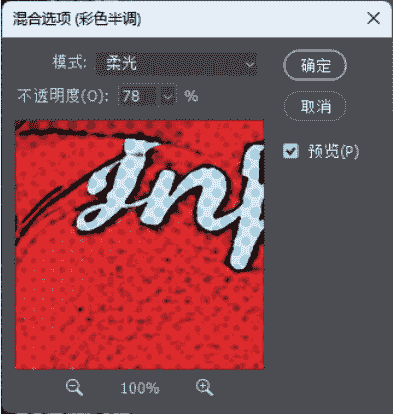 混合选项 (彩色半调)
模式: 柔光
确定
不透明度(O): 78 %
取消
预览(P)
Inf
100%